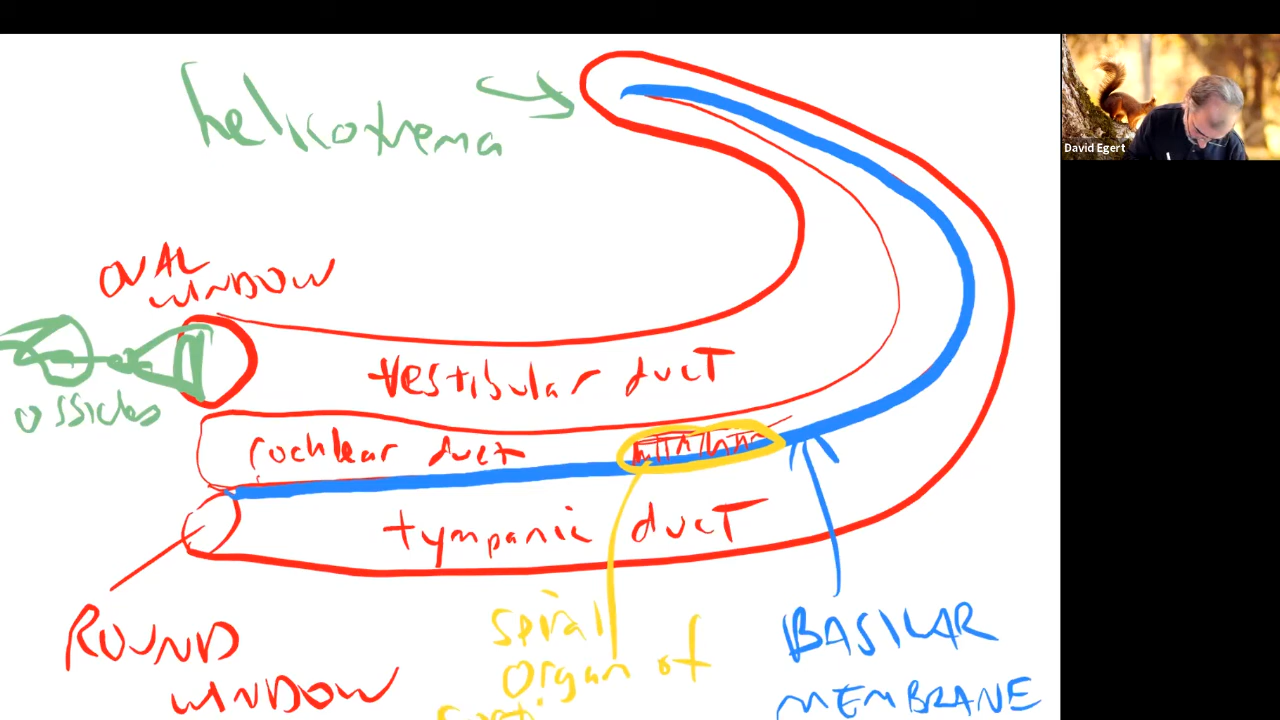 helicotrema
David Egert
OVAL
WINDOW
vestibular duct
ossicles
cochlear duct
tympanic duct
ROUND
WINDOW
spiral
organ of
BASILAR
MEMBRANE